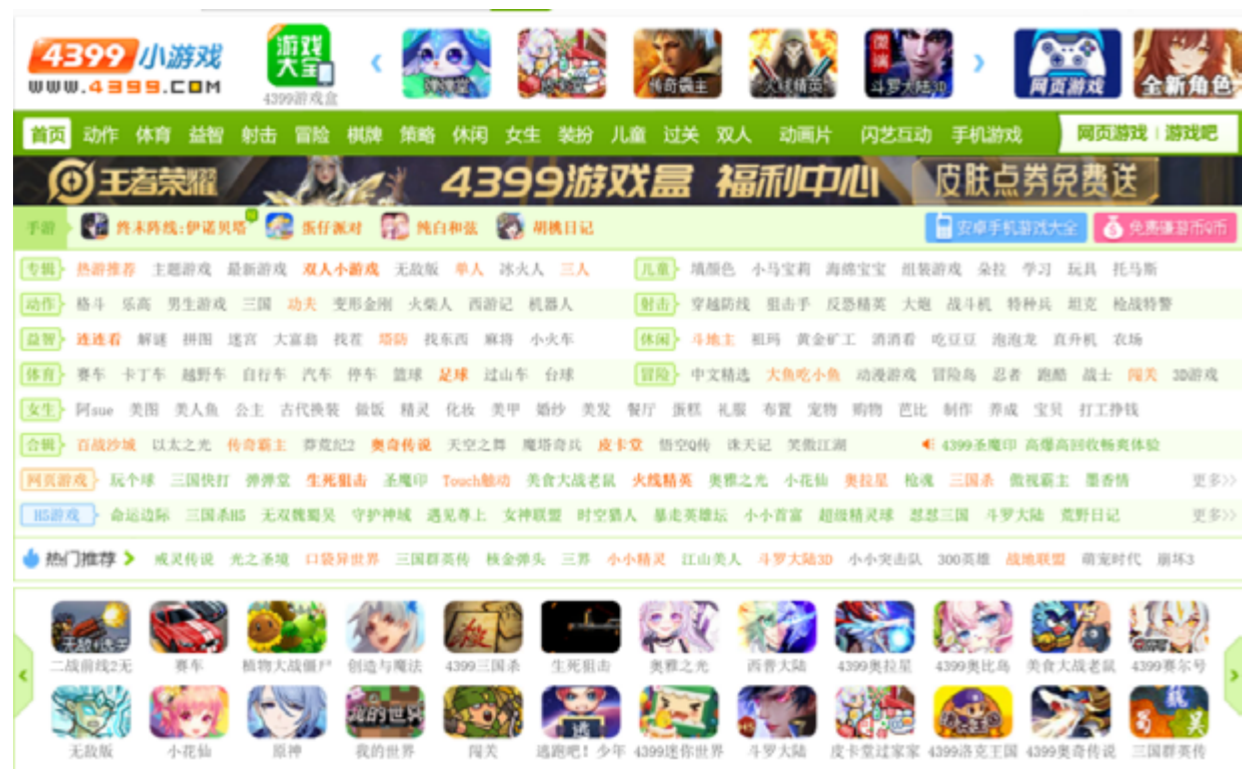 4399小游戏
WWW.4399.COM
游戏大全
4399游戏盒
弹弹堂 皮卡堂 传奇霸主 火线精英 微端 斗罗大陆3D 网页游戏 全新角色
首页 动作 体育 益智 射击 冒险 棋牌 策略 休闲 女生 装扮 儿童 过关 双人 动画片 闪艺互动 手机游戏 网页游戏 | 游戏吧
王者荣耀 4399游戏盒 福利中心 皮肤点券免费送
手游 终末阵线:伊诺贝塔 蛋仔派对 纯白和弦 胡桃日记 安卓手机游戏大全 免费赚游币Q币
专辑 热游推荐 主题游戏 最新游戏 双人小游戏 无敌版 单人 冰火人 三人 儿童 填颜色 小马宝莉 海绵宝宝 组装游戏 朵拉 学习 玩具 托马斯
动作 格斗 乐高 男生游戏 三国 功夫 变形金刚 火柴人 西游记 机器人 射击 穿越防线 狙击手 反恐精英 大炮 战斗机 特种兵 坦克 枪战特警
益智 连连看 解谜 拼图 迷宫 大富翁 找茬 塔防 找东西 麻将 小火车 休闲 斗地主 祖玛 黄金矿工 消消看 吃豆豆 泡泡龙 直升机 农场
体育 赛车 卡丁车 越野车 自行车 汽车 停车 篮球 足球 过山车 台球 冒险 中文精选 大鱼吃小鱼 动漫游戏 冒险岛 忍者 跑酷 战士 闯关 3D游戏
女生 阿sue 美图 美人鱼 公主 古代换装 做饭 精灵 化妆 美甲 婚纱 美发 餐厅 蛋糕 礼服 布置 宠物 购物 芭比 制作 养成 宝贝 打工挣钱
合辑 百战沙城 以太之光 传奇霸主 莽荒纪2 奥奇传说 天空之舞 魔塔奇兵 皮卡堂 悟空Q传 诛天记 笑傲江湖 4399圣魔印 高爆高回收畅爽体验
网页游戏 玩个球 三国快打 弹弹堂 生死狙击 圣魔印 Touch触动 美食大战老鼠 火线精英 奥雅之光 小花仙 奥拉星 枪魂 三国杀 傲视霸主 墨香情 更多>>
H5游戏 命运边际 三国杀H5 无双魏蜀吴 守护神域 遇见尊上 女神联盟 时空猎人 暴走英雄坛 小小首富 超级精灵球 怼怼三国 斗罗大陆 荒野日记 更多>>
热门推荐 威灵传说 光之圣境 口袋异世界 三国群英传 核金弹头 三界 小小精灵 江山美人 斗罗大陆3D 小小突击队 300英雄 战地联盟 萌宠时代 崩坏3
无敌+选关 殺
二战前线2无 赛车 植物大战僵尸 创造与魔法 4399三国杀 生死狙击 奥雅之光 西普大陆 4399奥拉星 4399奥比岛 美食大战老鼠 4399赛尔号
我的世界 逃 H5 蜀 吴
无敌版 小花仙 原神 我的世界 闯关 逃跑吧！少年 4399迷你世界 斗罗大陆 皮卡堂过家家 4399洛克王国 4399奥奇传说 三国群英传